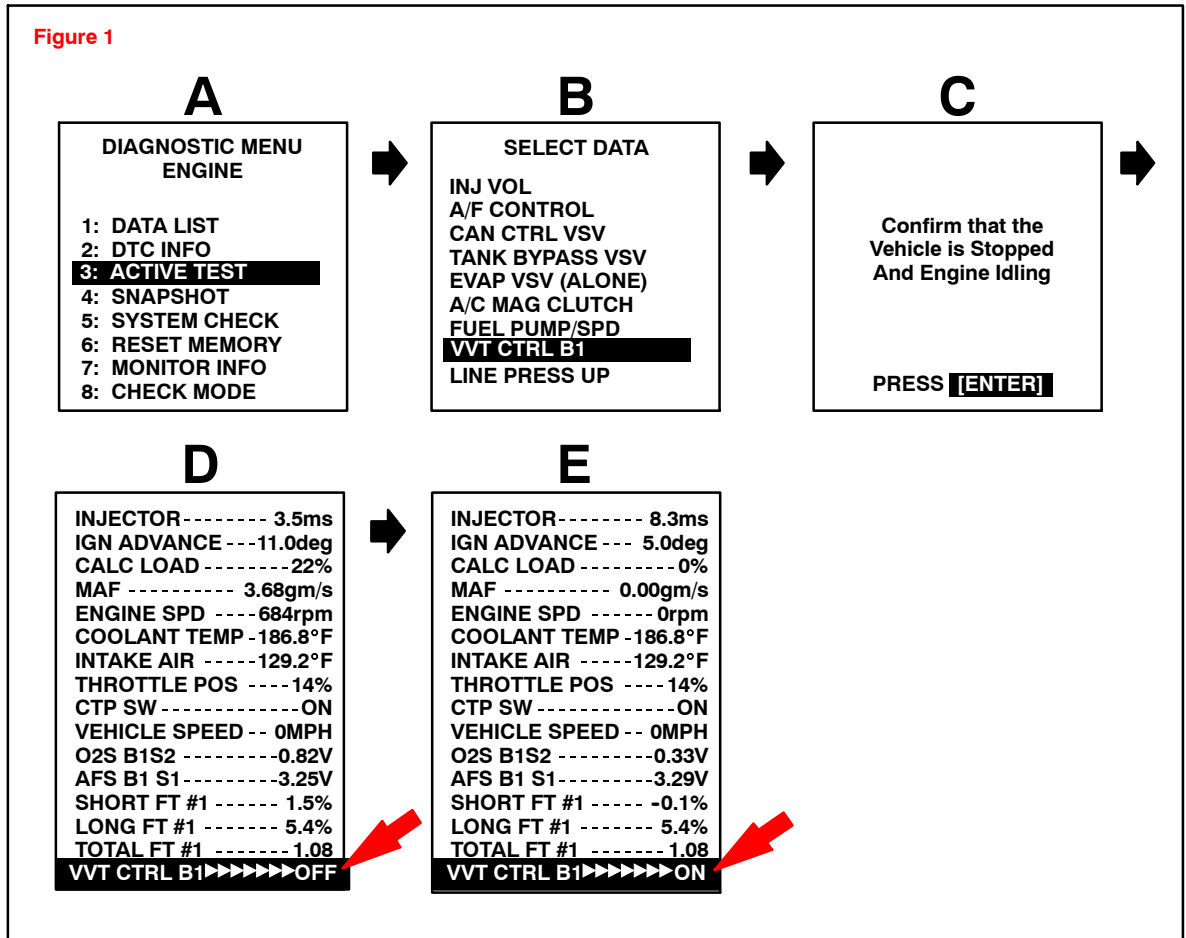 Figure 1
A
DIAGNOSTIC MENU
ENGINE
1: DATA LIST
2: DTC INFO
3: ACTIVE TEST
4: SNAPSHOT
5: SYSTEM CHECK
6: RESET MEMORY
7: MONITOR INFO
8: CHECK MODE
B
SELECT DATA
INJ VOL
A/F CONTROL
CAN CTRL VSV
TANK BYPASS VSV
EVAP VSV (ALONE)
A/C MAG CLUTCH
FUEL PUMP/SPD
VVT CTRL B1
LINE PRESS UP
C
Confirm that the
Vehicle is Stopped
And Engine Idling
PRESS [ENTER]
D
INJECTOR-------- 3.5ms
IGN ADVANCE ---11.0deg
CALC LOAD ---------22%
MAF ---------- 3.68gm/s
ENGINE SPD ----684rpm
COOLANT TEMP -186.8°F
INTAKE AIR -----129.2°F
THROTTLE POS ----14%
CTP SW-------------ON
VEHICLE SPEED-- 0MPH
O2S B1S2 ---------0.82V
AFS B1 S1---------3.25V
SHORT FT #1 ------ 1.5%
LONG FT #1 ------- 5.4%
TOTAL FT #1 -------1.08
VVT CTRL B1▶▶▶▶▶▶▶OFF
E
INJECTOR-------- 8.3ms
IGN ADVANCE --- 5.0deg
CALC LOAD ---------0%
MAF ---------- 0.00gm/s
ENGINE SPD ------ 0rpm
COOLANT TEMP -186.8°F
INTAKE AIR -----129.2°F
THROTTLE POS ----14%
CTP SW-------------ON
VEHICLE SPEED-- 0MPH
O2S B1S2 ---------0.33V
AFS B1 S1---------3.29V
SHORT FT #1 ----- -0.1%
LONG FT #1 ------- 5.4%
TOTAL FT #1 -------1.08
VVT CTRL B1▶▶▶▶▶▶▶ON